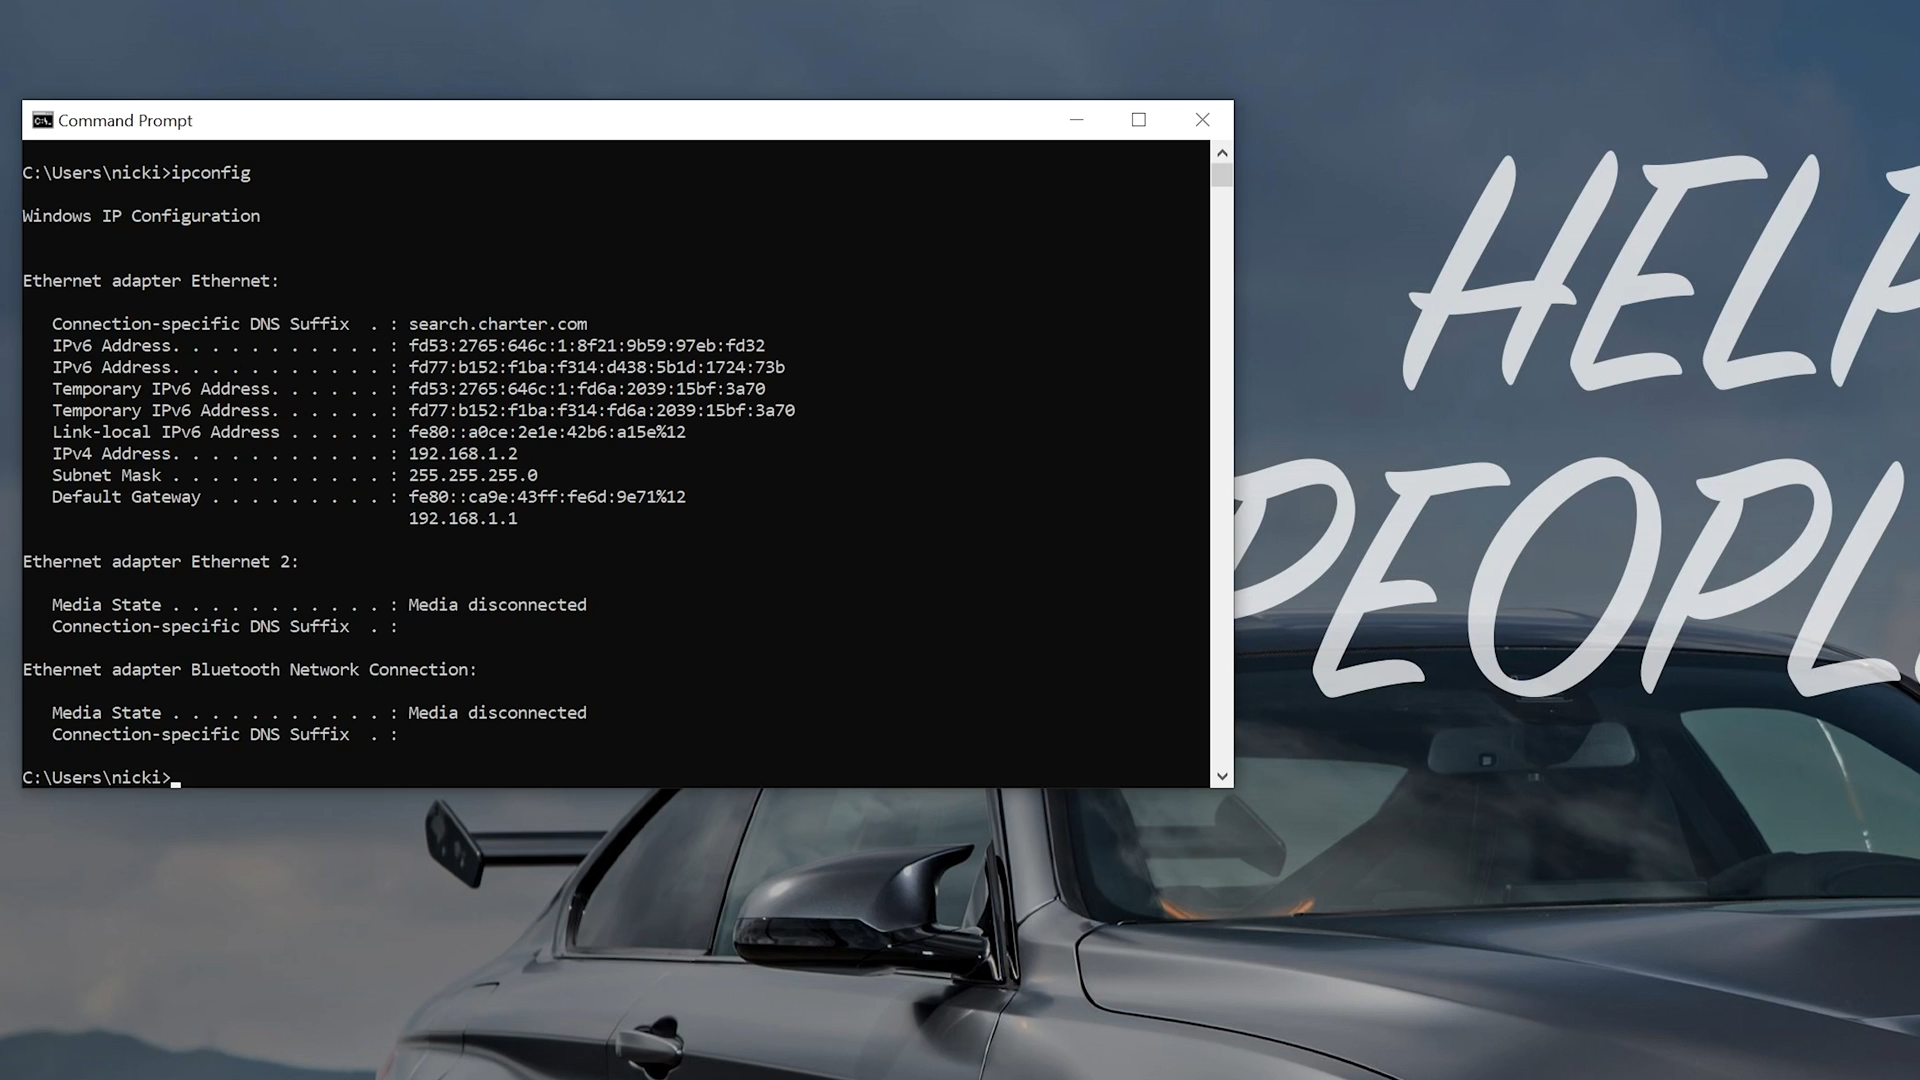 Command Prompt
C:\Users\nicki>ipconfig
Windows IP Configuration
Ethernet adapter Ethernet:
Connection-specific DNS Suffix  . : search.charter.com
IPv6 Address. . . . . . . . . . . : fd53:2765:646c:1:8f21:9b59:97eb:fd32
IPv6 Address. . . . . . . . . . . : fd77:b152:f1ba:f314:d438:5b1d:1724:73b
Temporary IPv6 Address. . . . . . : fd53:2765:646c:1:fd6a:2039:15bf:3a70
Temporary IPv6 Address. . . . . . : fd77:b152:f1ba:f314:fd6a:2039:15bf:3a70
Link-local IPv6 Address . . . . . : fe80::a0ce:2e1e:42b6:a15e%12
IPv4 Address. . . . . . . . . . . : 192.168.1.2
Subnet Mask . . . . . . . . . . . : 255.255.255.0
Default Gateway . . . . . . . . . : fe80::ca9e:43ff:fe6d:9e71%12
192.168.1.1
Ethernet adapter Ethernet 2:
Media State . . . . . . . . . . . : Media disconnected
Connection-specific DNS Suffix  . :
Ethernet adapter Bluetooth Network Connection:
Media State . . . . . . . . . . . : Media disconnected
Connection-specific DNS Suffix  . :
C:\Users\nicki>
HELP
PEOPL